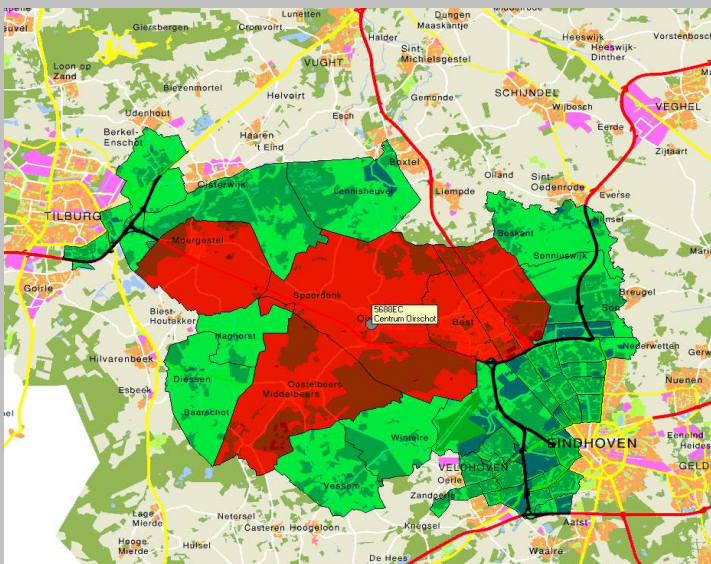 Giersbergen
Cromvoirt
Lunetten
Halder
Dungen
Maaskantje
Heeswijk
Heeswijk-
Dinther
Vorstenbosch
Loon op
Zand
VUGHT
Sint-
Michielsgestel
Biezenmortel
Helvoirt
Gemonde
SCHIJNDEL
Wijbosch
VEGHEL
Udenhout
Esch
Eerde
Berkel-
Enschot
Haaren
't Eind
Zijtaart
Boxtel
Oisterwijk
Lennisheuvel
Liempde
Olland
Sint-
Oedenrode
Everse
TILBURG
Nijnsel
Moergestel
Boskant
Sonniuswijk
Goirle
Spoordonk
5688EC
Centrum Oirschot
Best
Son
Breugel
Biest-
Houtakker
Haghorst
Hilvarenbeek
Nederwetten
Gerw
Esbeek
Diessen
Oostelbeers
Middelbeers
Nuenen
Baarschot
Wintelre
EINDHOVEN
Eeneind
Heides
VELDHOVEN
GELD
Oerle
Vessem
Zandoerle
Lage
Mierde
Netersel
Casteren
Hoogeloon
Knegsel
Aalst
Hooge
Mierde
Hulsel
De Hees
Waalre